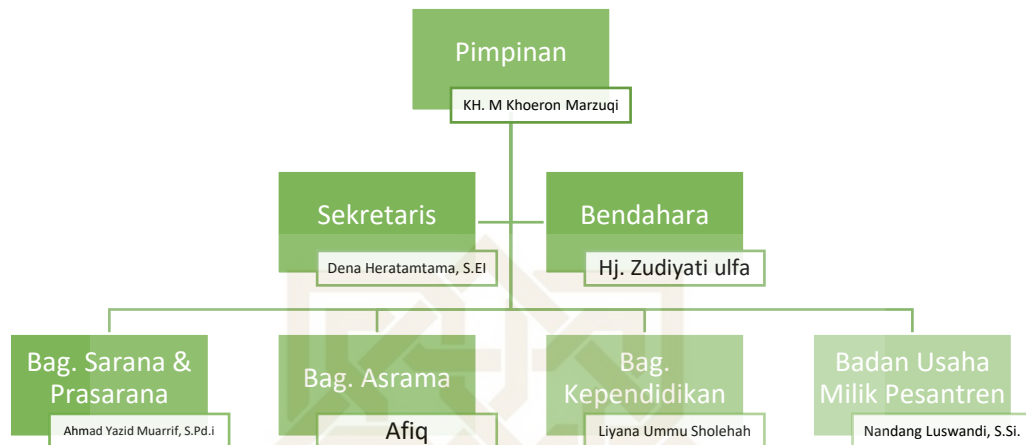 Pimpinan
KH. M Khoeron Marzuqi
Sekretaris
Dena Heratamtama, S.EI
Bendahara
Hj. Zudiyati ulfa
Bag. Sarana &
Prasarana
Ahmad Yazid Muarrif, S.Pd.i
Bag. Asrama
Afiq
Bag.
Kependidikan
Liyana Ummu Sholehah
Badan Usaha
Milik Pesantren
Nandang Luswandi, S.Si.